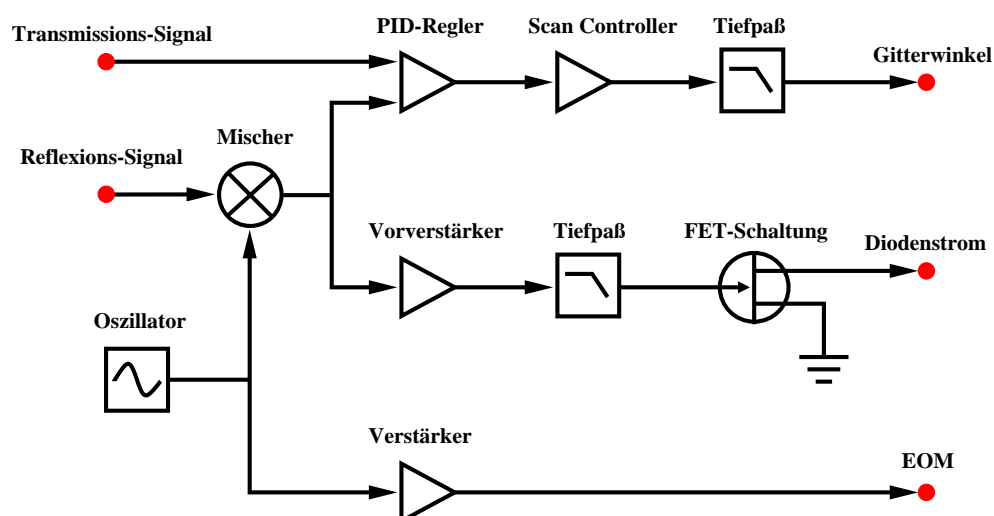 PID-Regler
Scan Controller
Tiefpaß
Transmissions-Signal
Gitterwinkel
Mischer
Reflexions-Signal
Vorverstärker
Tiefpaß
FET-Schaltung
Diodenstrom
Oszillator
Verstärker
EOM